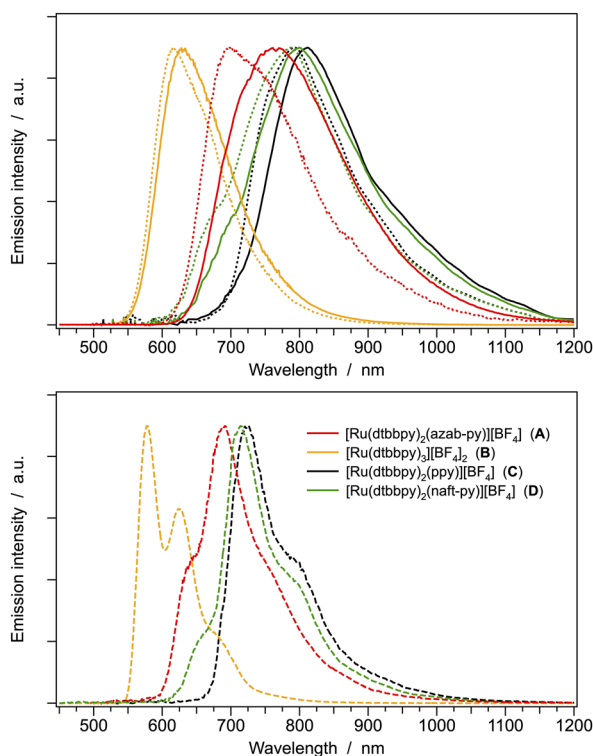 Emission intensity / a.u.
500 600 700 800 900 1000 1100 1200
Wavelength / nm
[Ru(dtbbpy)2(azab-py)][BF4] (A)
[Ru(dtbbpy)3][BF4]2 (B)
[Ru(dtbbpy)2(ppy)][BF4] (C)
[Ru(dtbbpy)2(naft-py)][BF4] (D)
Emission intensity / a.u.
500 600 700 800 900 1000 1100 1200
Wavelength / nm